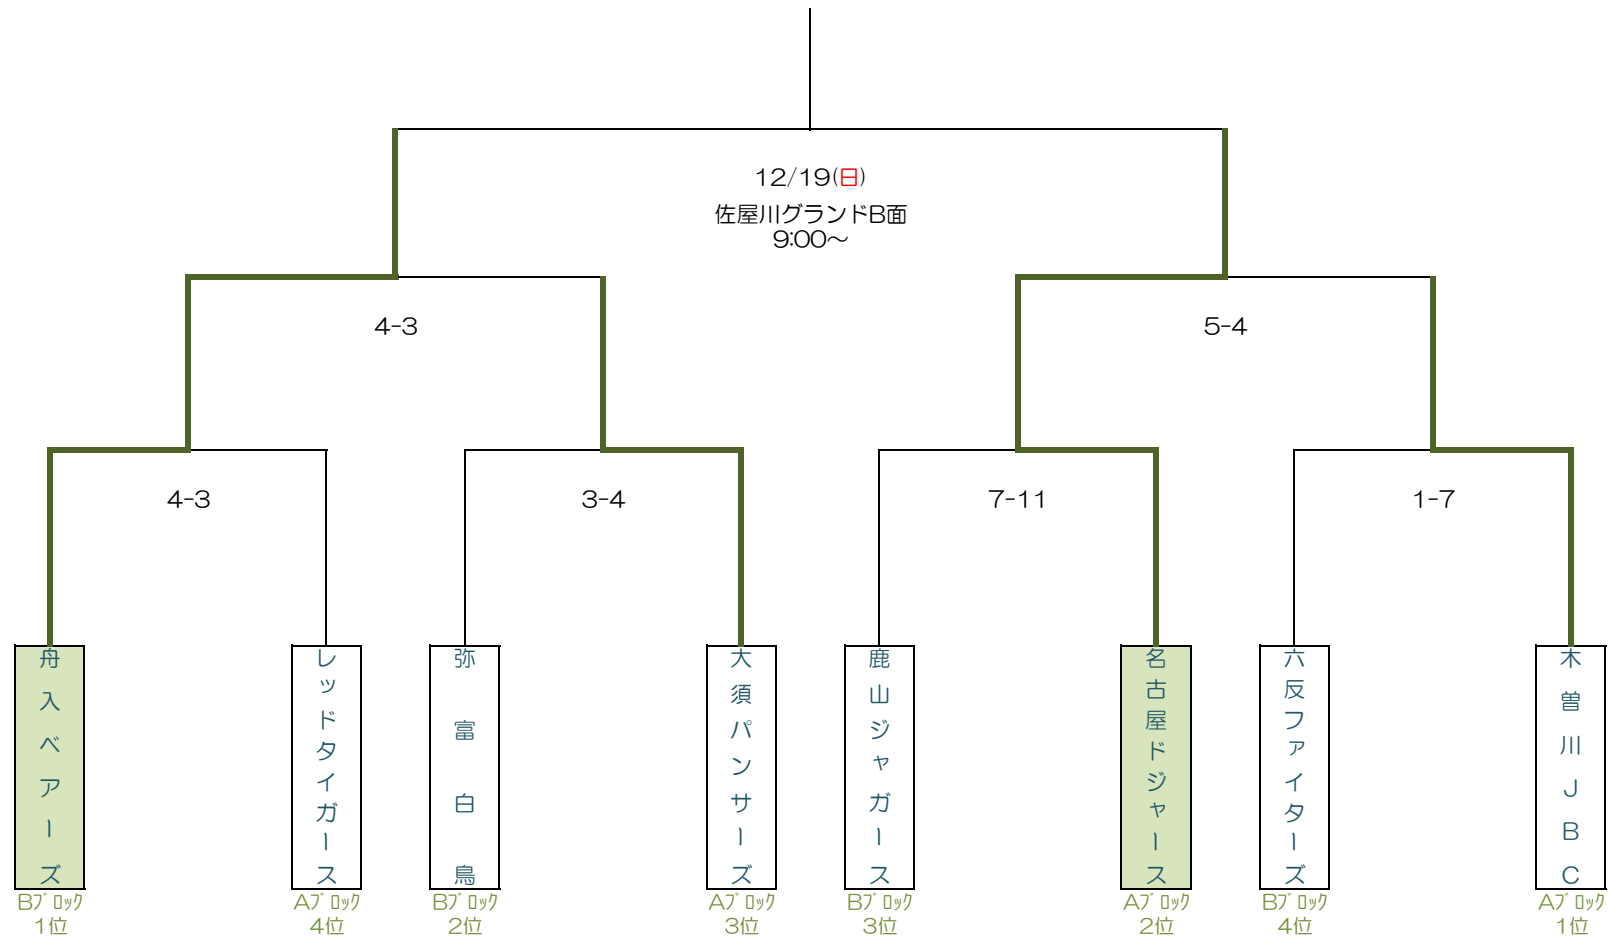 12/19(日)
佐屋川グランドB面
9:00～
4-3
5-4
4-3
3-4
7-11
1-7
舟入ベアーズ
レッドタイガース
弥富白鳥
大須パンサーズ
鹿山ジャガース
名古屋ドジャース
六反ファイターズ
木曽川JBC
Bﾌﾞﾛｯｸ
1位
Aﾌﾞﾛｯｸ
4位
Bﾌﾞﾛｯｸ
2位
Aﾌﾞﾛｯｸ
3位
Bﾌﾞﾛｯｸ
3位
Aﾌﾞﾛｯｸ
2位
Bﾌﾞﾛｯｸ
4位
Aﾌﾞﾛｯｸ
1位